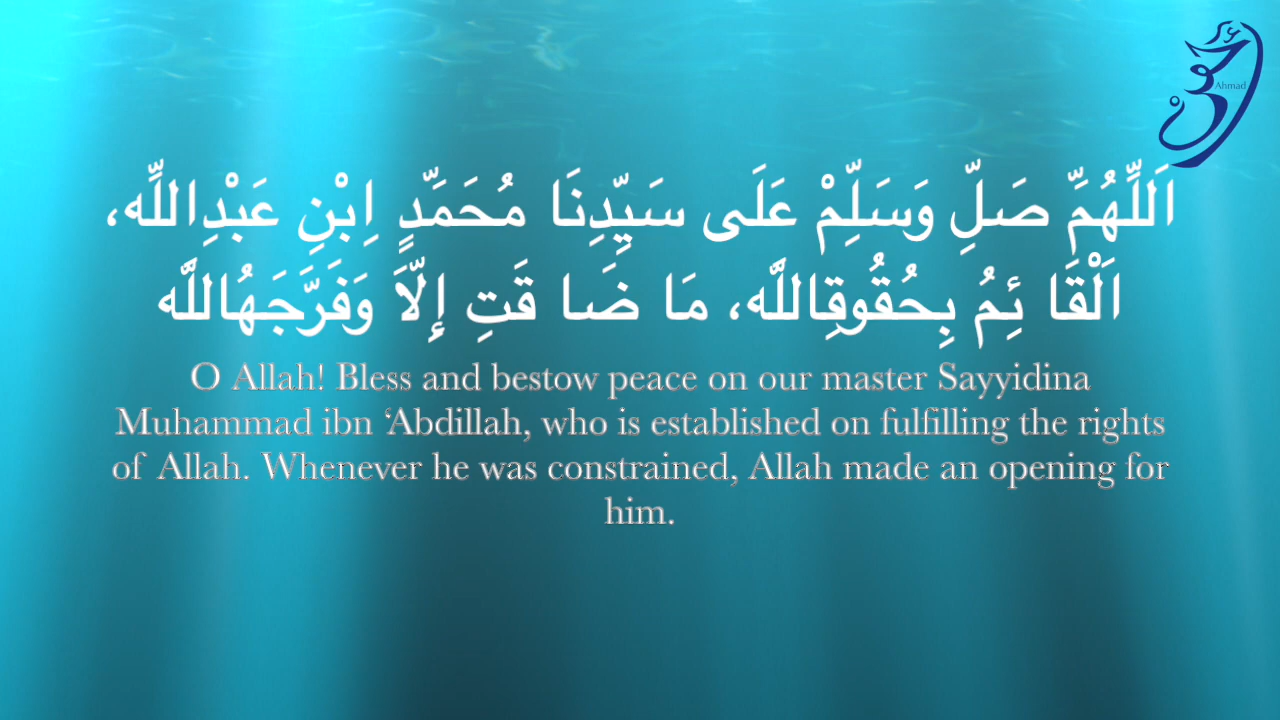 Ahmad
اَللِّهُمِّ صَلِّ وَسَلِّمْ عَلَى سَيِّدِنَا مُحَمَّدٍ اِبْنِ عَبْدِاللِّه،
اَلْقَا ئِمُ بِحُقُوقِاللَّه، مَا ضَا قَتِ إِلاَّ وَفَرَّجَهُاللَّه
O Allah! Bless and bestow peace on our master Sayyidina
Muhammad ibn ‘Abdillah, who is established on fulfilling the rights
of Allah. Whenever he was constrained, Allah made an opening for
him.